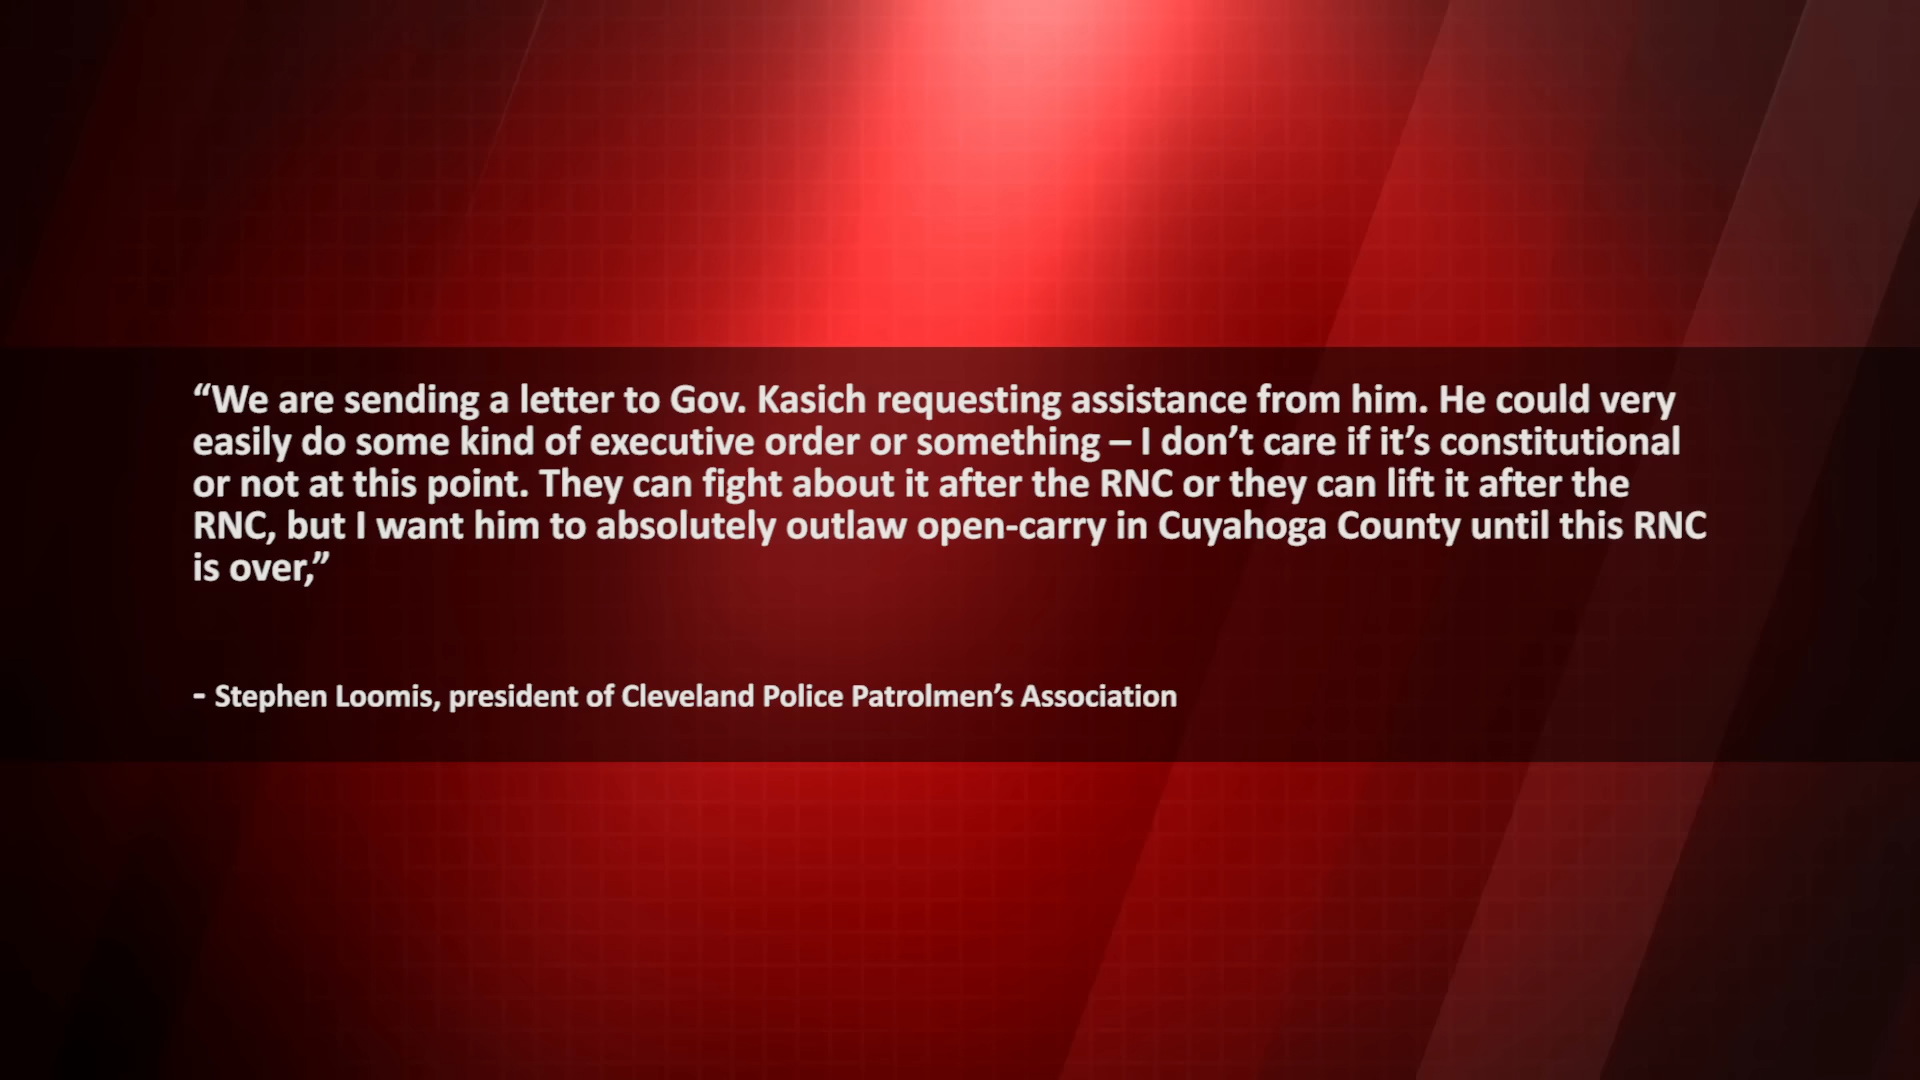 “We are sending a letter to Gov. Kasich requesting assistance from him. He could very
easily do some kind of executive order or something – I don’t care if it’s constitutional
or not at this point. They can fight about it after the RNC or they can lift it after the
RNC, but I want him to absolutely outlaw open-carry in Cuyahoga County until this RNC
is over,”
- Stephen Loomis, president of Cleveland Police Patrolmen’s Association